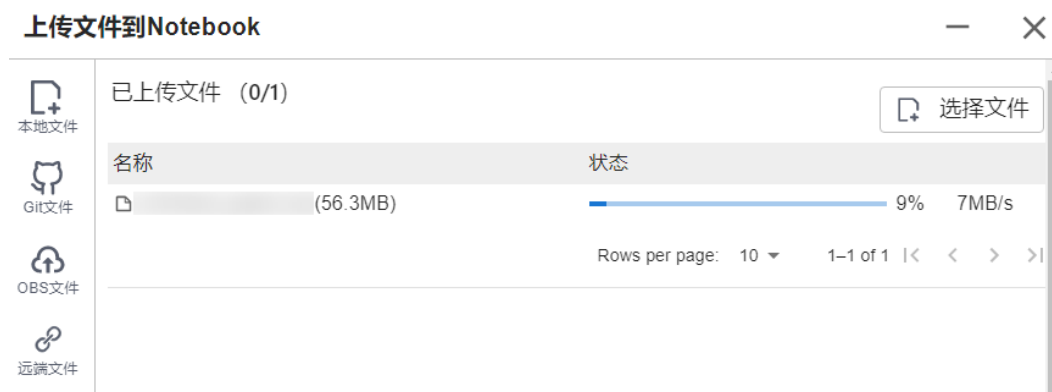 上传文件到Notebook
本地文件
Git文件
OBS文件
远端文件
已上传文件 （0/1）
选择文件
名称 状态
(56.3MB) 9% 7MB/s
Rows per page: 10 1–1 of 1